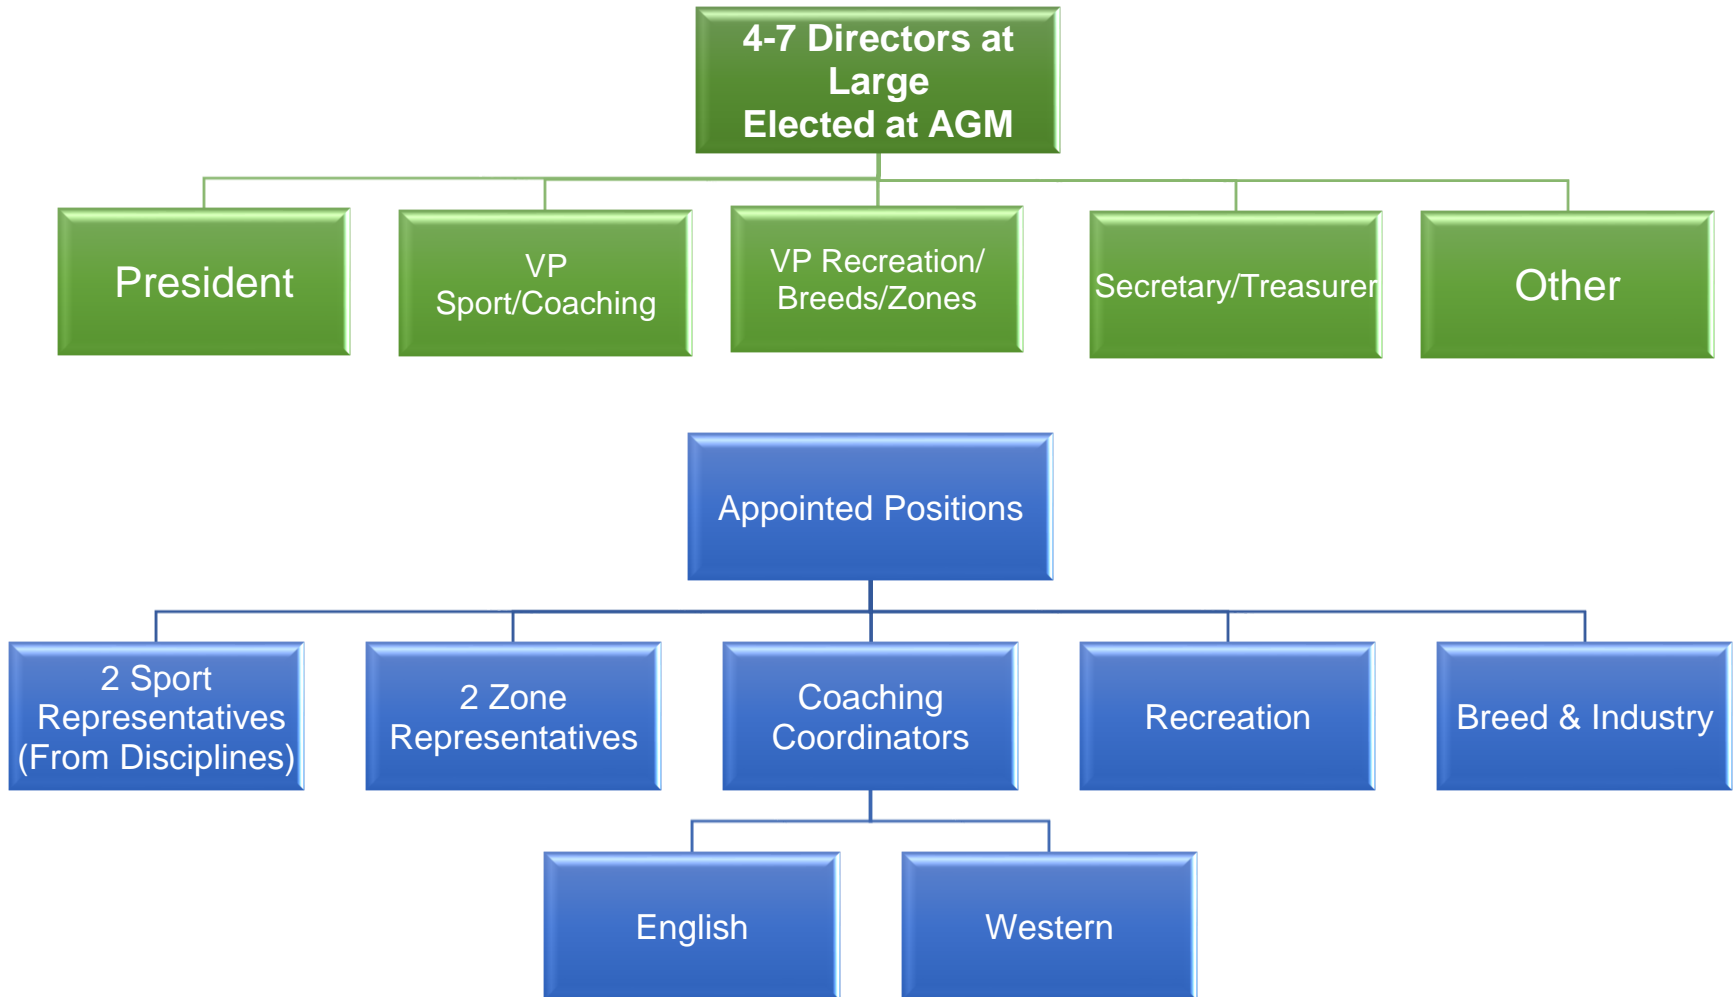 4-7 Directors at
Large
Elected at AGM
President
VP
Sport/Coaching
VP Recreation/
Breeds/Zones
Secretary/Treasurer
Other
Appointed Positions
2 Sport
Representatives
(From Disciplines)
2 Zone
Representatives
Coaching
Coordinators
Recreation
Breed & Industry
English
Western